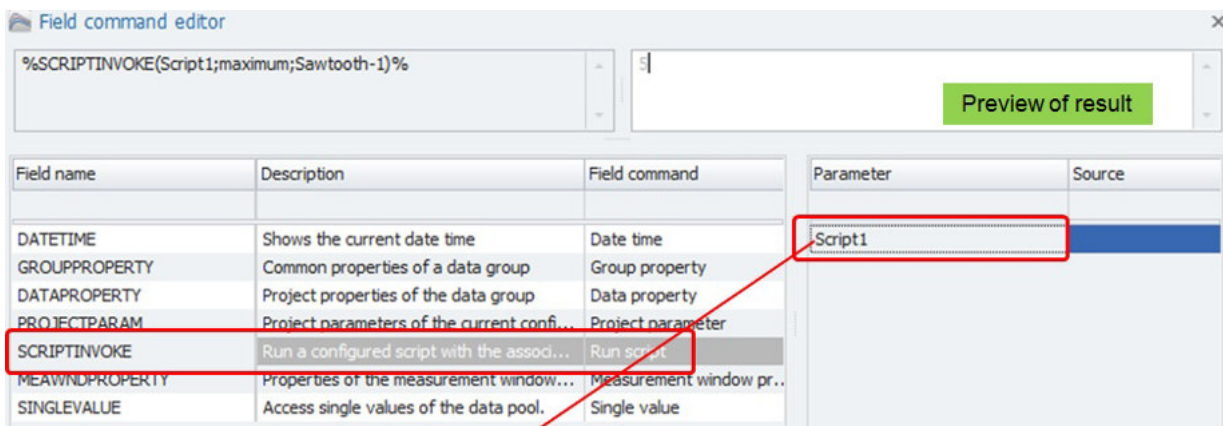 Field command editor
%SCRIPTINVOKE(Script1;maximum;Sawtooth-1)%
5
Preview of result
Field name Description Field command
Parameter Source
DATETIME Shows the current date time Date time
Script1
GROUPPROPERTY Common properties of a data group Group property
DATAPROPERTY Project properties of the data group Data property
PROJECTPARAM Project parameters of the current confi... Project parameter
SCRIPTINVOKE Run a configured script with the associ... Run script
MEAWNDPROPERTY Properties of the measurement window... Measurement window pr..
SINGLEVALUE Access single values of the data pool. Single value